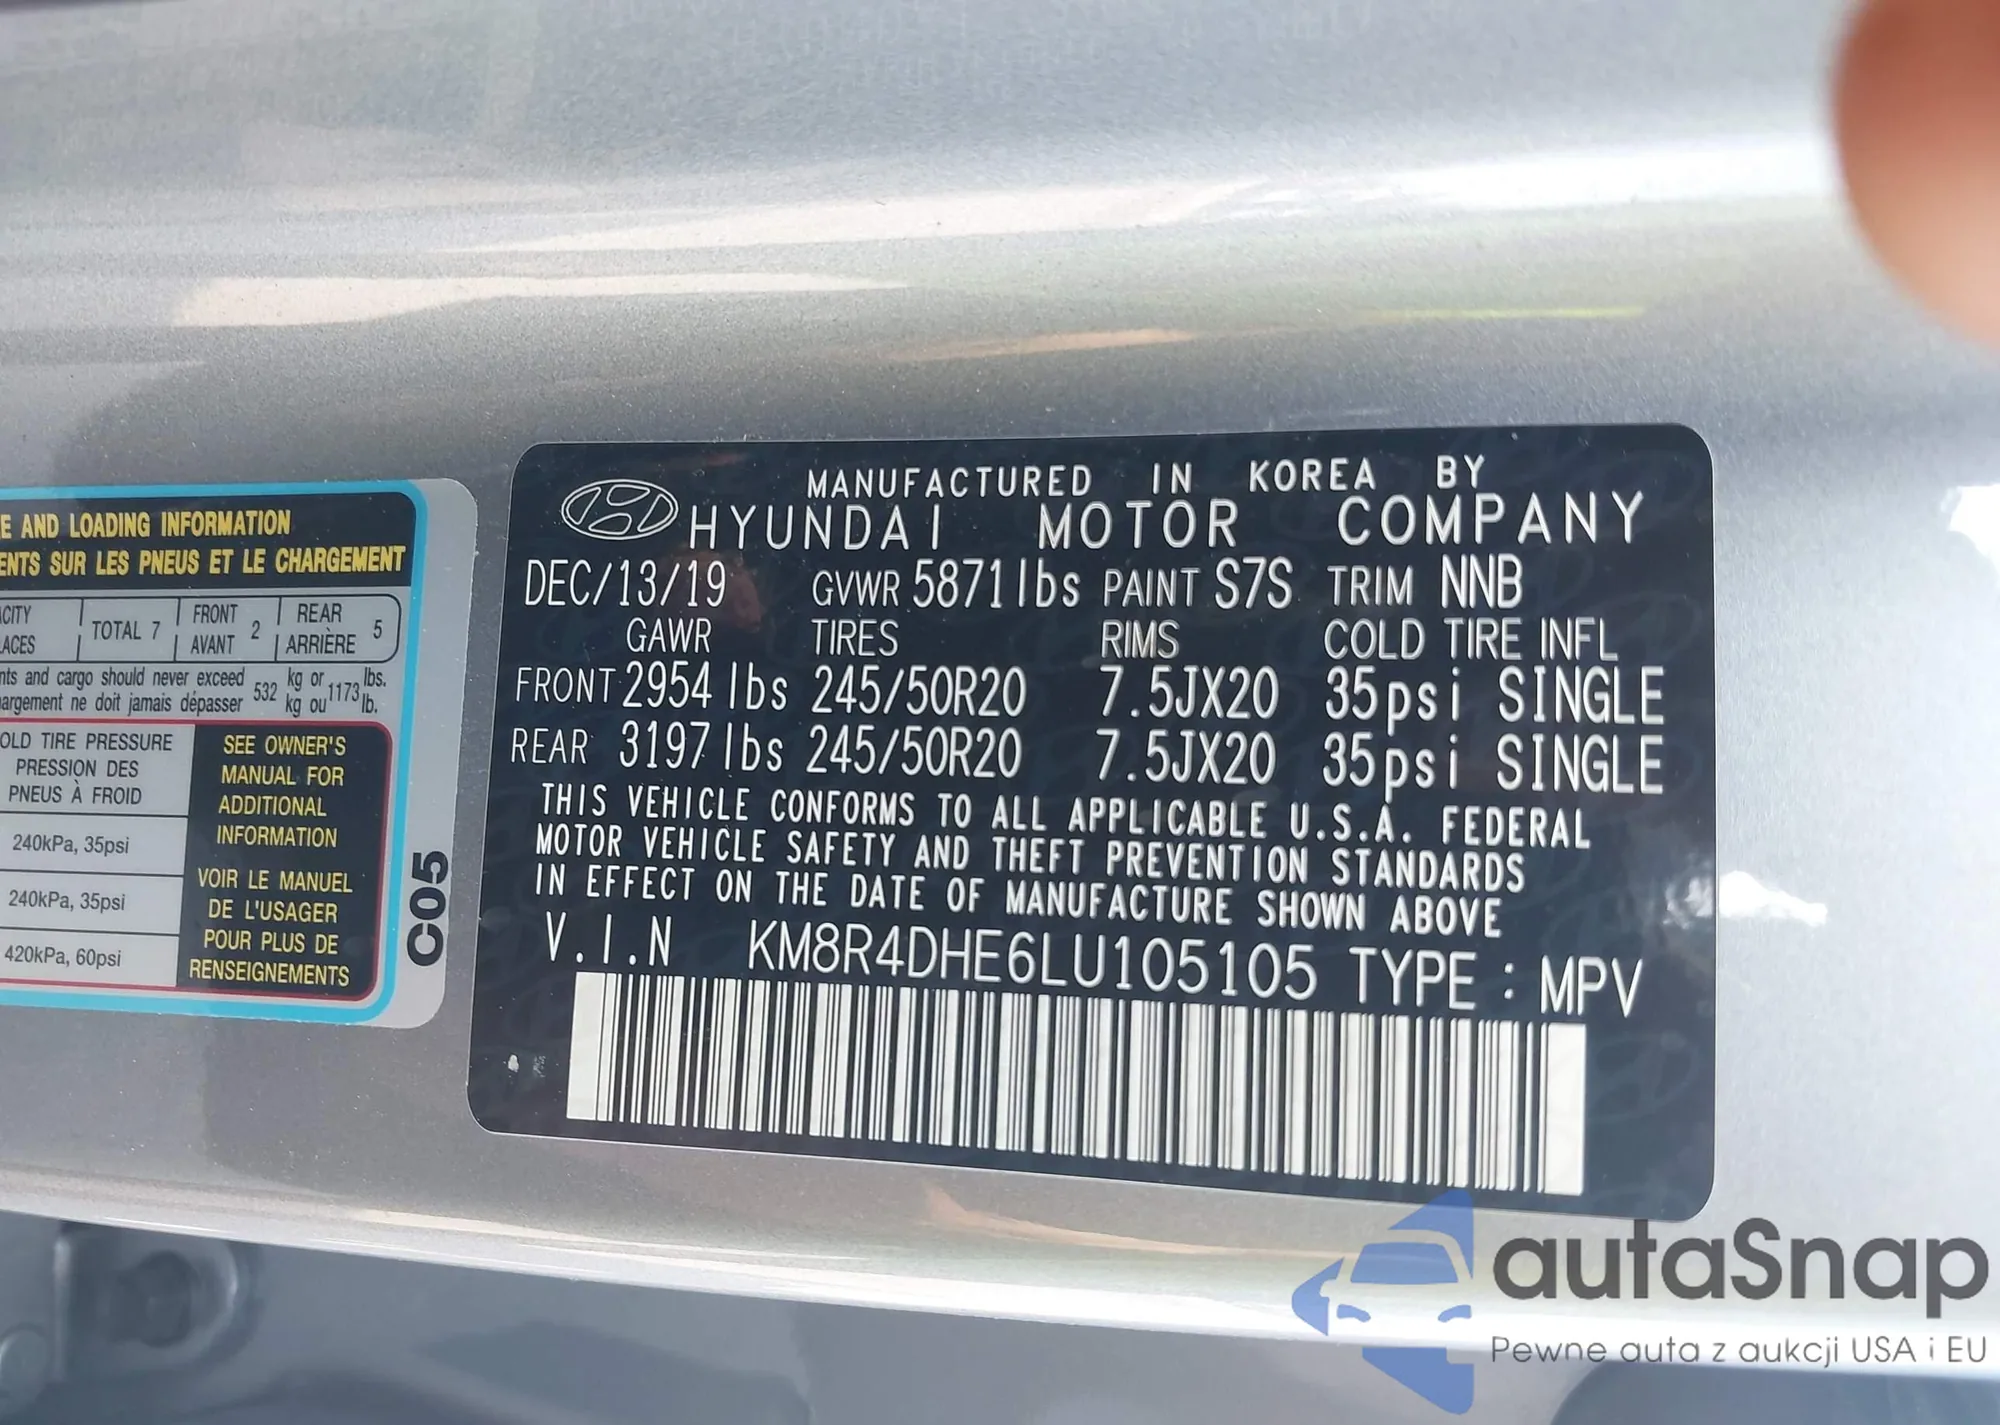 E AND LOADING INFORMATION
ENTS SUR LES PNEUS ET LE CHARGEMENT
TOTAL 7
FRONT
AVANT 2
REAR
ARRIÈRE 5
and cargo should never exceed 532 kg or 1173 lbs.
ne doit jamais dépasser kg ou lb.
OLD TIRE PRESSURE
PRESSION DES
PNEUS À FROID
240kPa, 35psi
240kPa, 35psi
420kPa, 60psi
SEE OWNER'S
MANUAL FOR
ADDITIONAL
INFORMATION
VOIR LE MANUEL
DE L'USAGER
POUR PLUS DE
RENSEIGNEMENTS
C05
MANUFACTURED IN KOREA BY
HYUNDAI MOTOR COMPANY
DEC/13/19 GVWR 5871lbs PAINT S7S TRIM NNB
GAWR TIRES RIMS COLD TIRE INFL
FRONT 2954 lbs 245/50R20 7.5JX20 35psi SINGLE
REAR 3197 lbs 245/50R20 7.5JX20 35psi SINGLE
THIS VEHICLE CONFORMS TO ALL APPLICABLE U.S.A. FEDERAL
MOTOR VEHICLE SAFETY AND THEFT PREVENTION STANDARDS
IN EFFECT ON THE DATE OF MANUFACTURE SHOWN ABOVE
V.I.N KM8R4DHE6LU105105 TYPE : MPV
autaSnap
Pewne auta z aukcji USA i EU